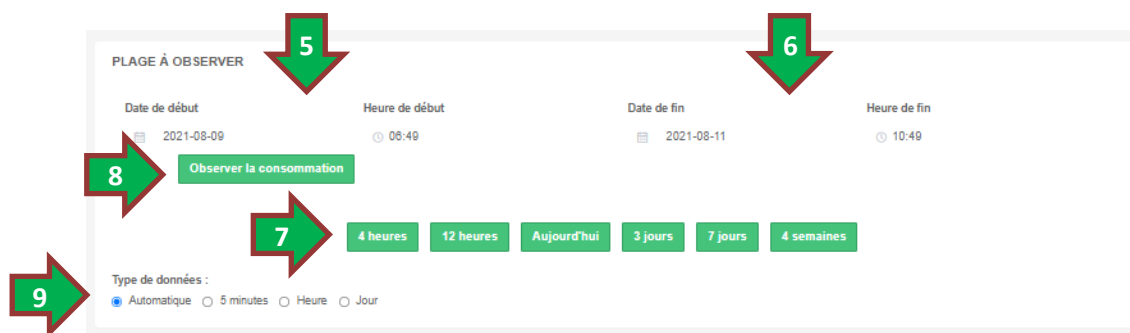 5 6
PLAGE À OBSERVER
Date de début Heure de début Date de fin Heure de fin
2021-08-09 06:49 2021-08-11 10:49
8 Observer la consommation
7 4 heures 12 heures Aujourd'hui 3 jours 7 jours 4 semaines
Type de données :
9 Automatique 5 minutes Heure Jour